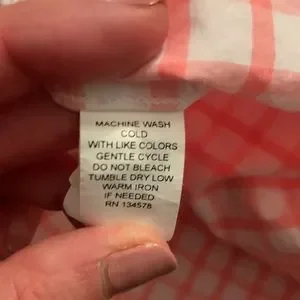 MACHINE WASH
COLD
WITH LIKE COLORS
GENTLE CYCLE
DO NOT BLEACH
TUMBLE DRY LOW
WARM IRON
IF NEEDED
RN 134578